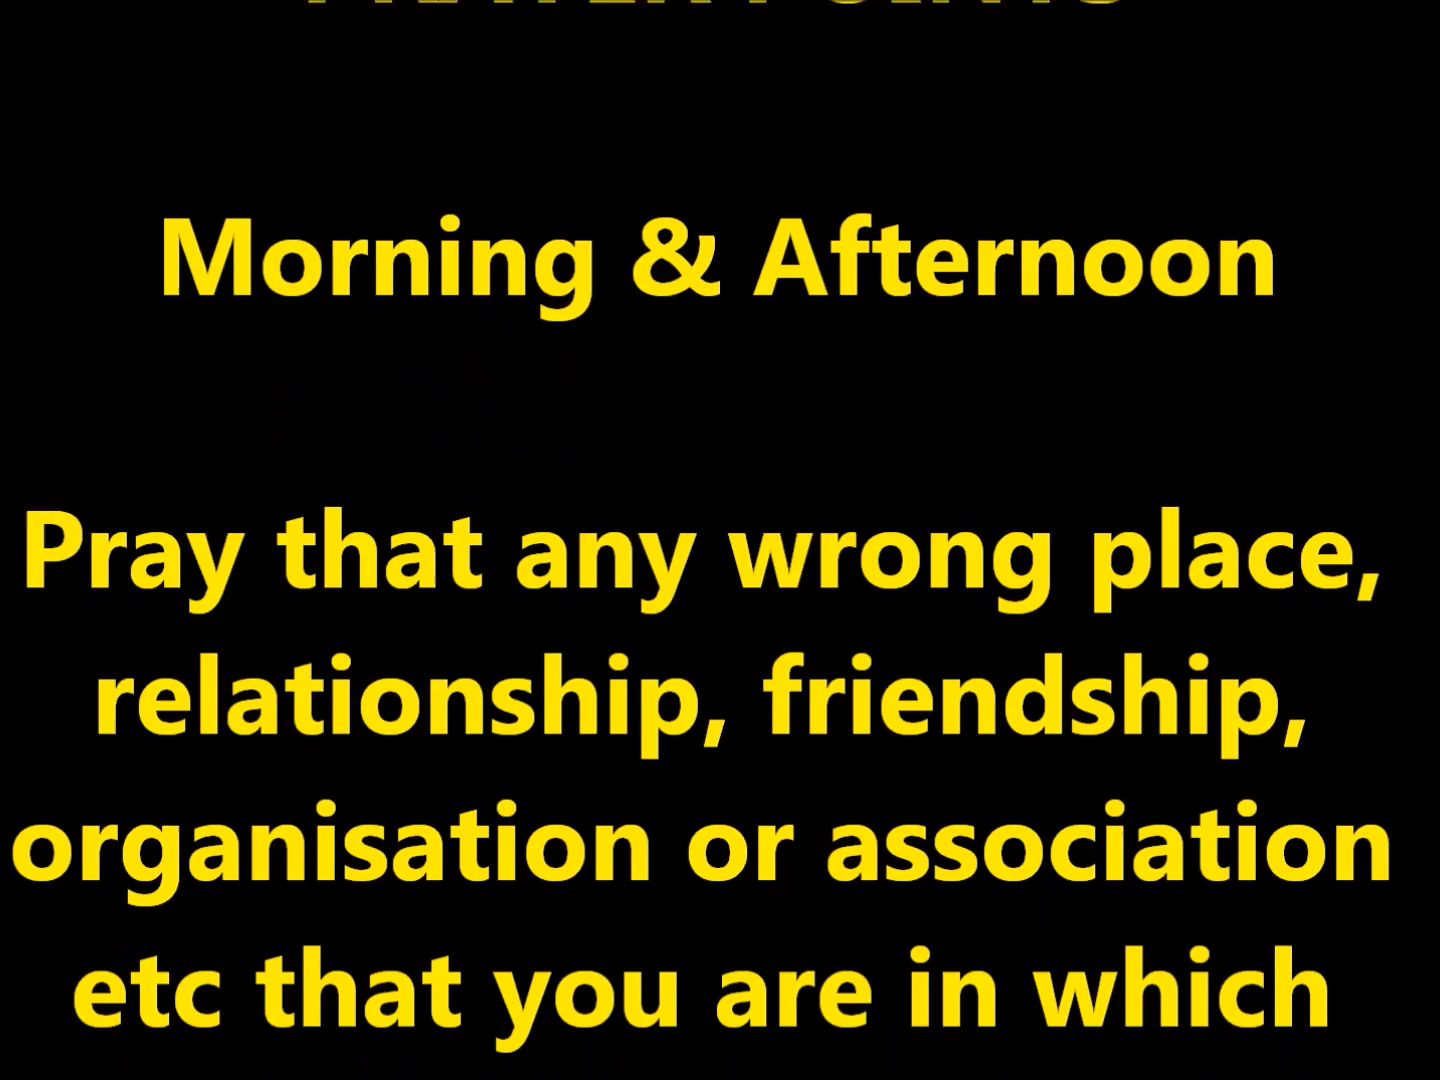 Morning & Afternoon
Pray that any wrong place,
relationship, friendship,
organisation or association
etc that you are in which